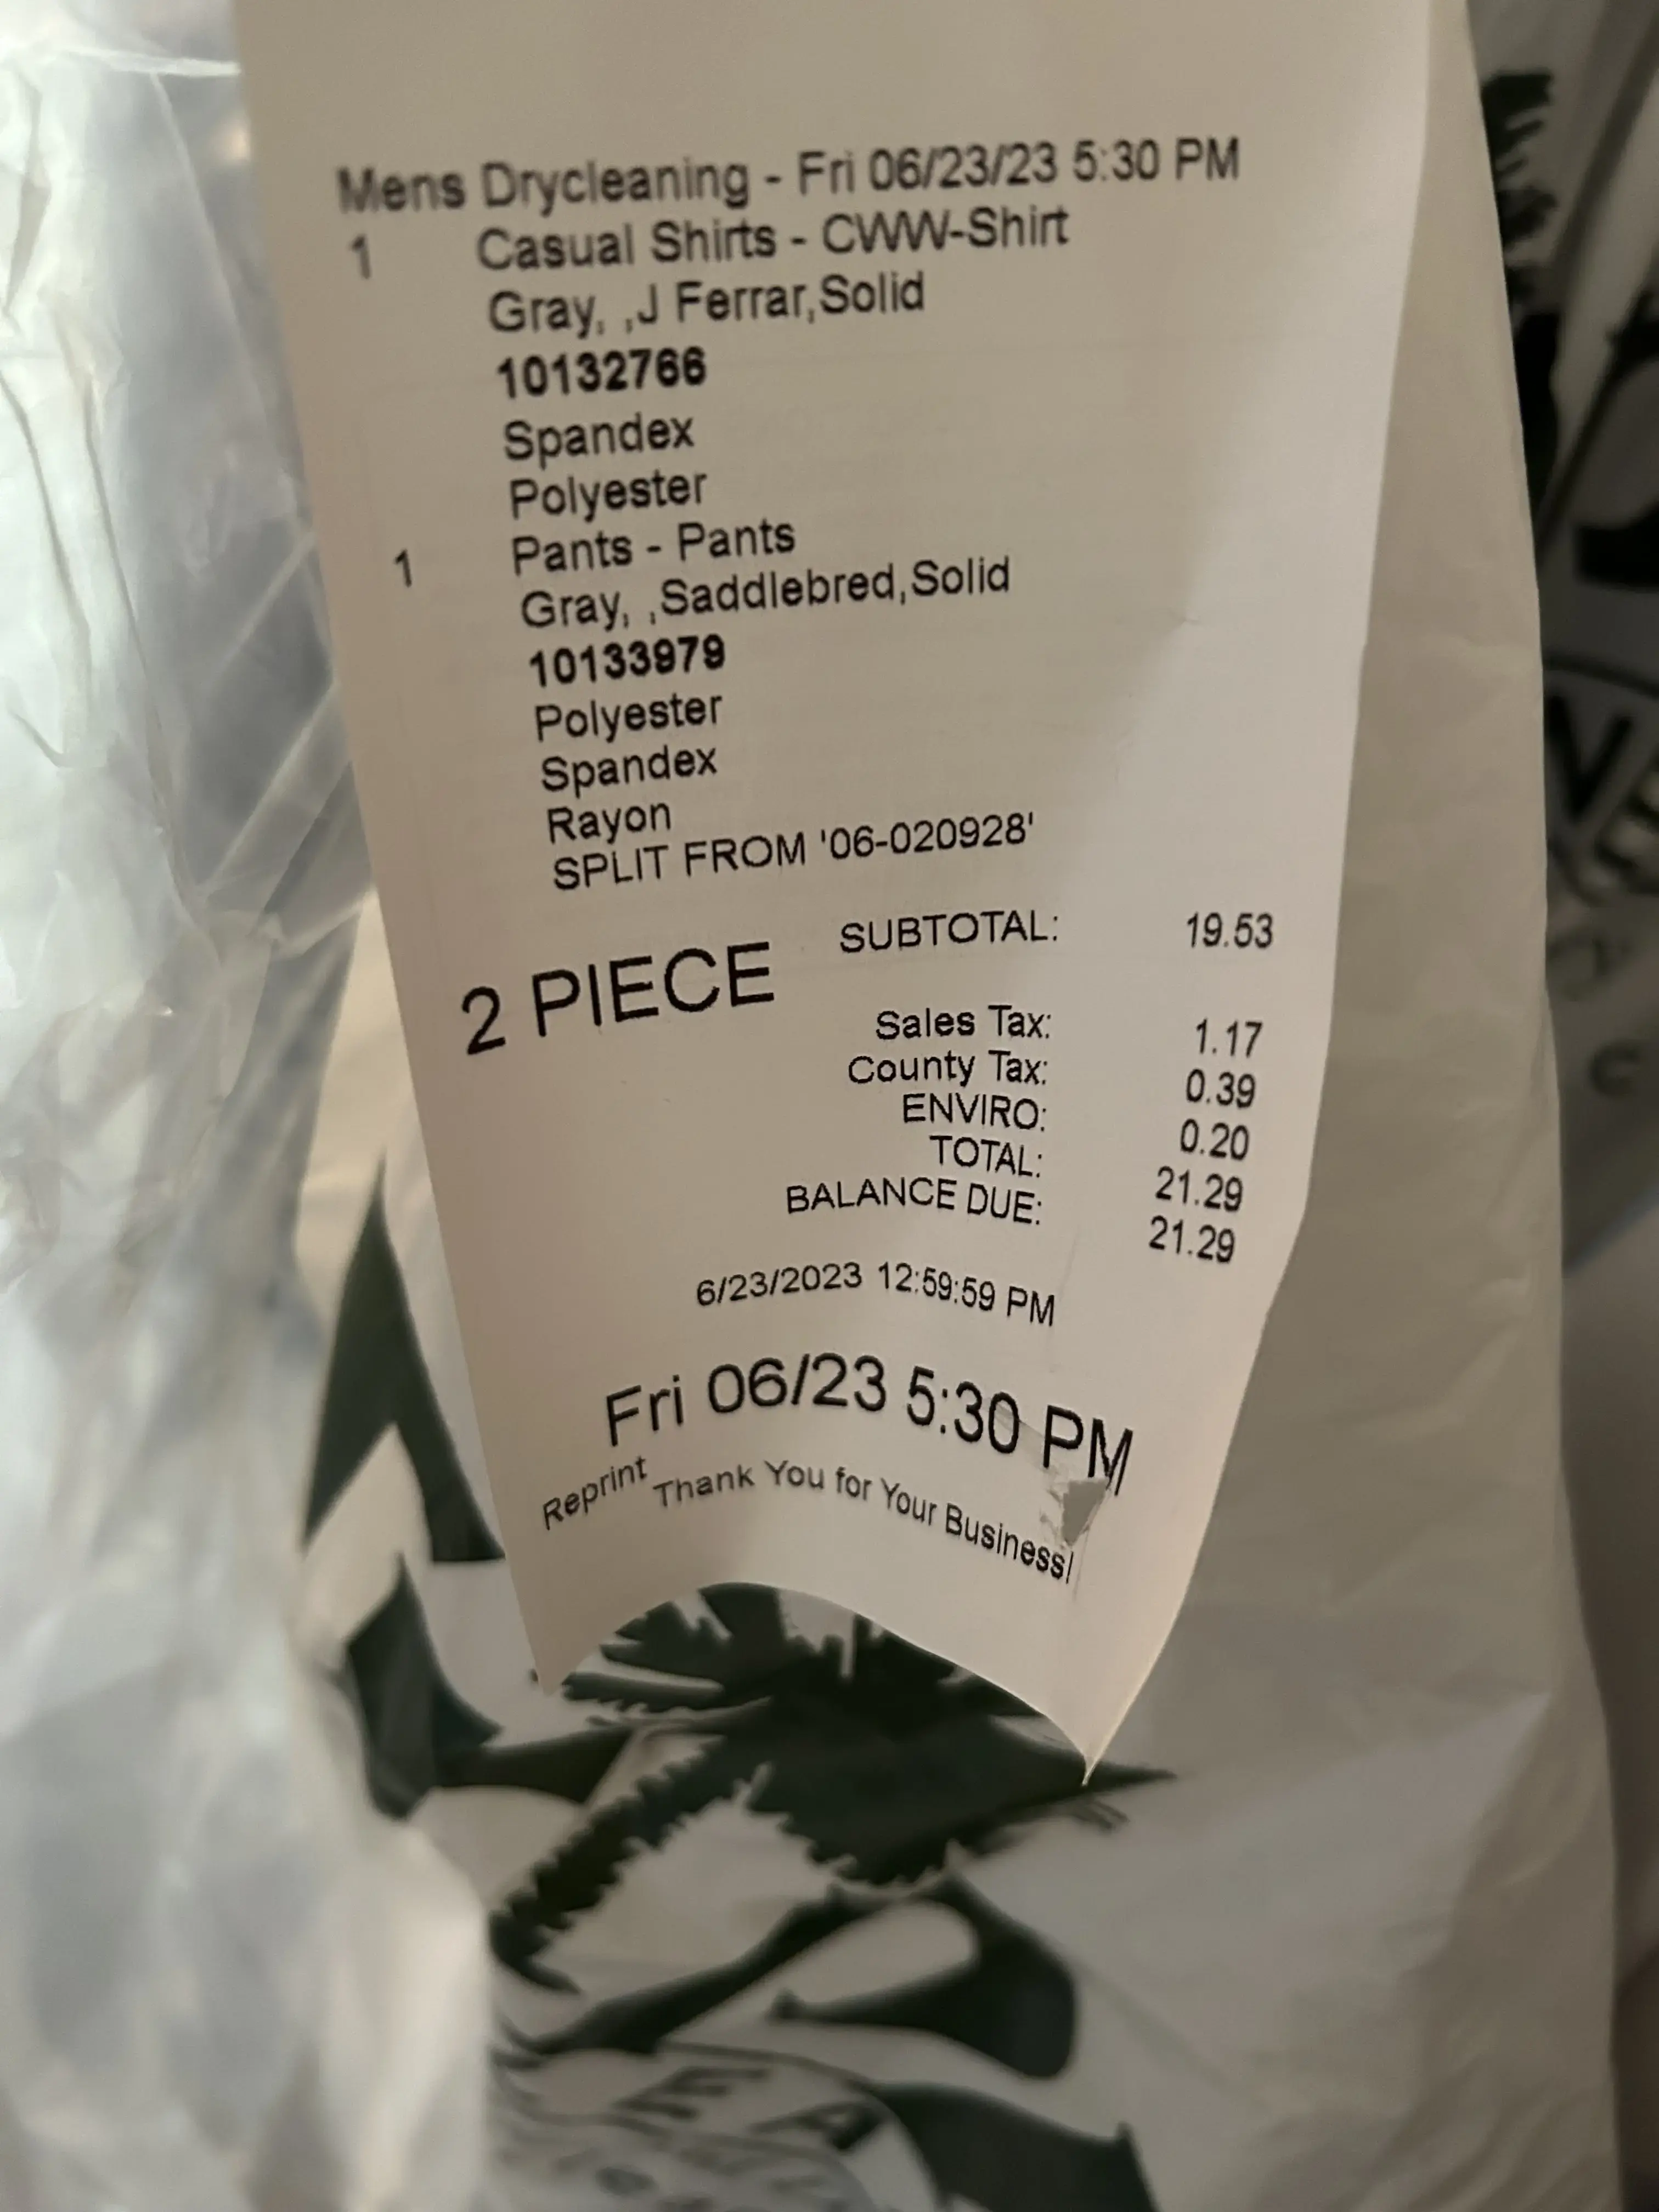 Mens Drycleaning - Fri 06/23/23 5:30 PM
1 Casual Shirts - CWW-Shirt
Gray, ,J Ferrar,Solid
10132766
Spandex
Polyester
1 Pants - Pants
Gray, ,Saddlebred,Solid
10133979
Polyester
Spandex
Rayon
SPLIT FROM '06-020928'
SUBTOTAL: 19.53
2 PIECE
Sales Tax: 1.17
County Tax: 0.39
ENVIRO: 0.20
TOTAL: 21.29
BALANCE DUE: 21.29
6/23/2023 12:59:59 PM
Fri 06/23 5:30 PM
Reprint Thank You for Your Business!